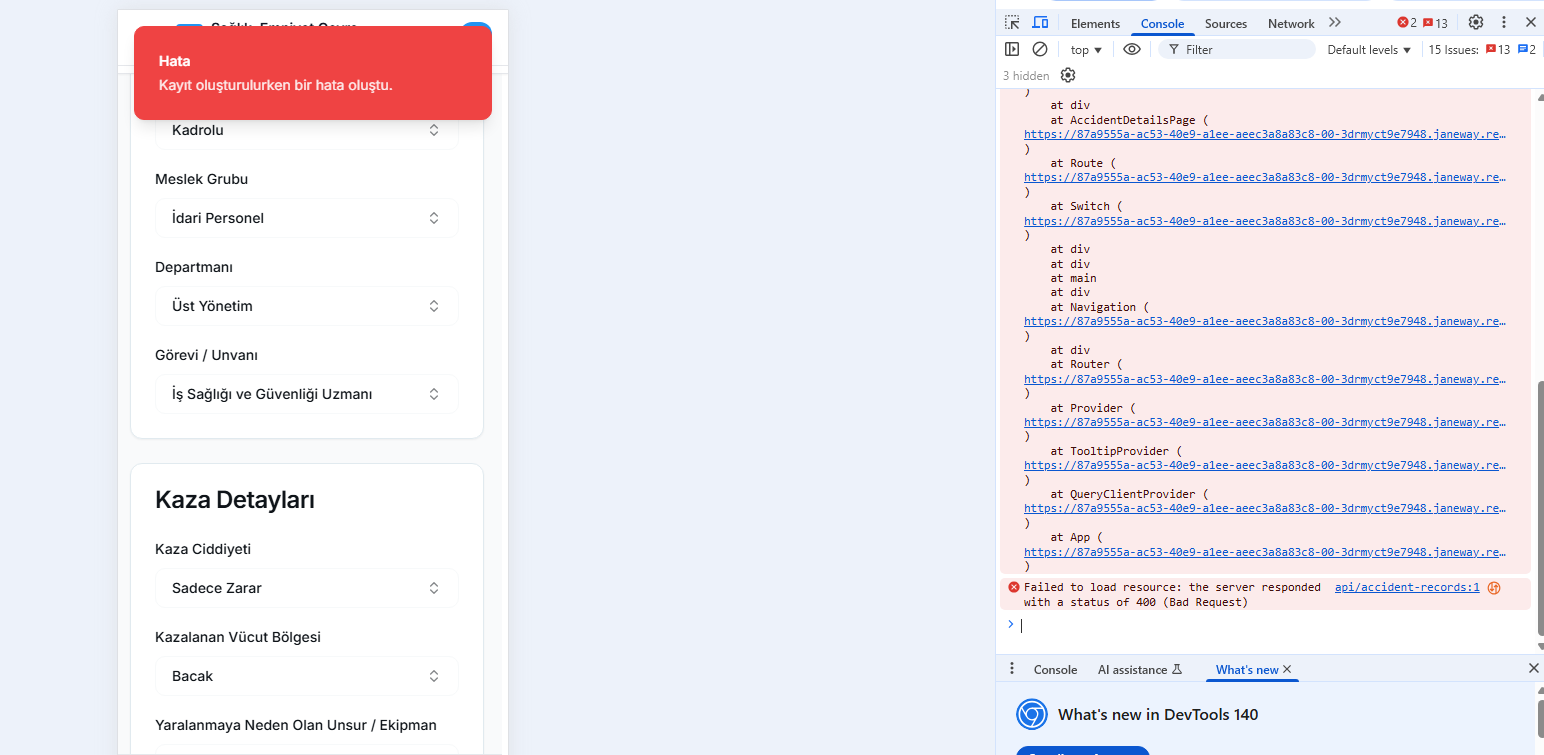 Hata
Kayıt oluşturulurken bir hata oluştu.
Kadrolu
Meslek Grubu
İdari Personel
Departmanı
Üst Yönetim
Görevi / Unvanı
İş Sağlığı ve Güvenliği Uzmanı
Kaza Detayları
Kaza Ciddiyeti
Sadece Zarar
Kazalanan Vücut Bölgesi
Bacak
Yaralanmaya Neden Olan Unsur / Ekipman
Elements Console Sources Network 2 13
top Filter Default levels 15 Issues: 13 2
3 hidden
)
at div
at AccidentDetailsPage (
https://87a9555a-ac53-40e9-a1ee-aeec3a8a83c8-00-3drmyct9e7948.janeway.re…
)
at Route (
https://87a9555a-ac53-40e9-a1ee-aeec3a8a83c8-00-3drmyct9e7948.janeway.re…
)
at Switch (
https://87a9555a-ac53-40e9-a1ee-aeec3a8a83c8-00-3drmyct9e7948.janeway.re…
)
at div
at div
at main
at div
at Navigation (
https://87a9555a-ac53-40e9-a1ee-aeec3a8a83c8-00-3drmyct9e7948.janeway.re…
)
at div
at Router (
https://87a9555a-ac53-40e9-a1ee-aeec3a8a83c8-00-3drmyct9e7948.janeway.re…
)
at Provider (
https://87a9555a-ac53-40e9-a1ee-aeec3a8a83c8-00-3drmyct9e7948.janeway.re…
)
at TooltipProvider (
https://87a9555a-ac53-40e9-a1ee-aeec3a8a83c8-00-3drmyct9e7948.janeway.re…
)
at QueryClientProvider (
https://87a9555a-ac53-40e9-a1ee-aeec3a8a83c8-00-3drmyct9e7948.janeway.re…
)
at App (
https://87a9555a-ac53-40e9-a1ee-aeec3a8a83c8-00-3drmyct9e7948.janeway.re…
)
Failed to load resource: the server responded api/accident-records:1
with a status of 400 (Bad Request)
Console AI assistance What's new
What's new in DevTools 140